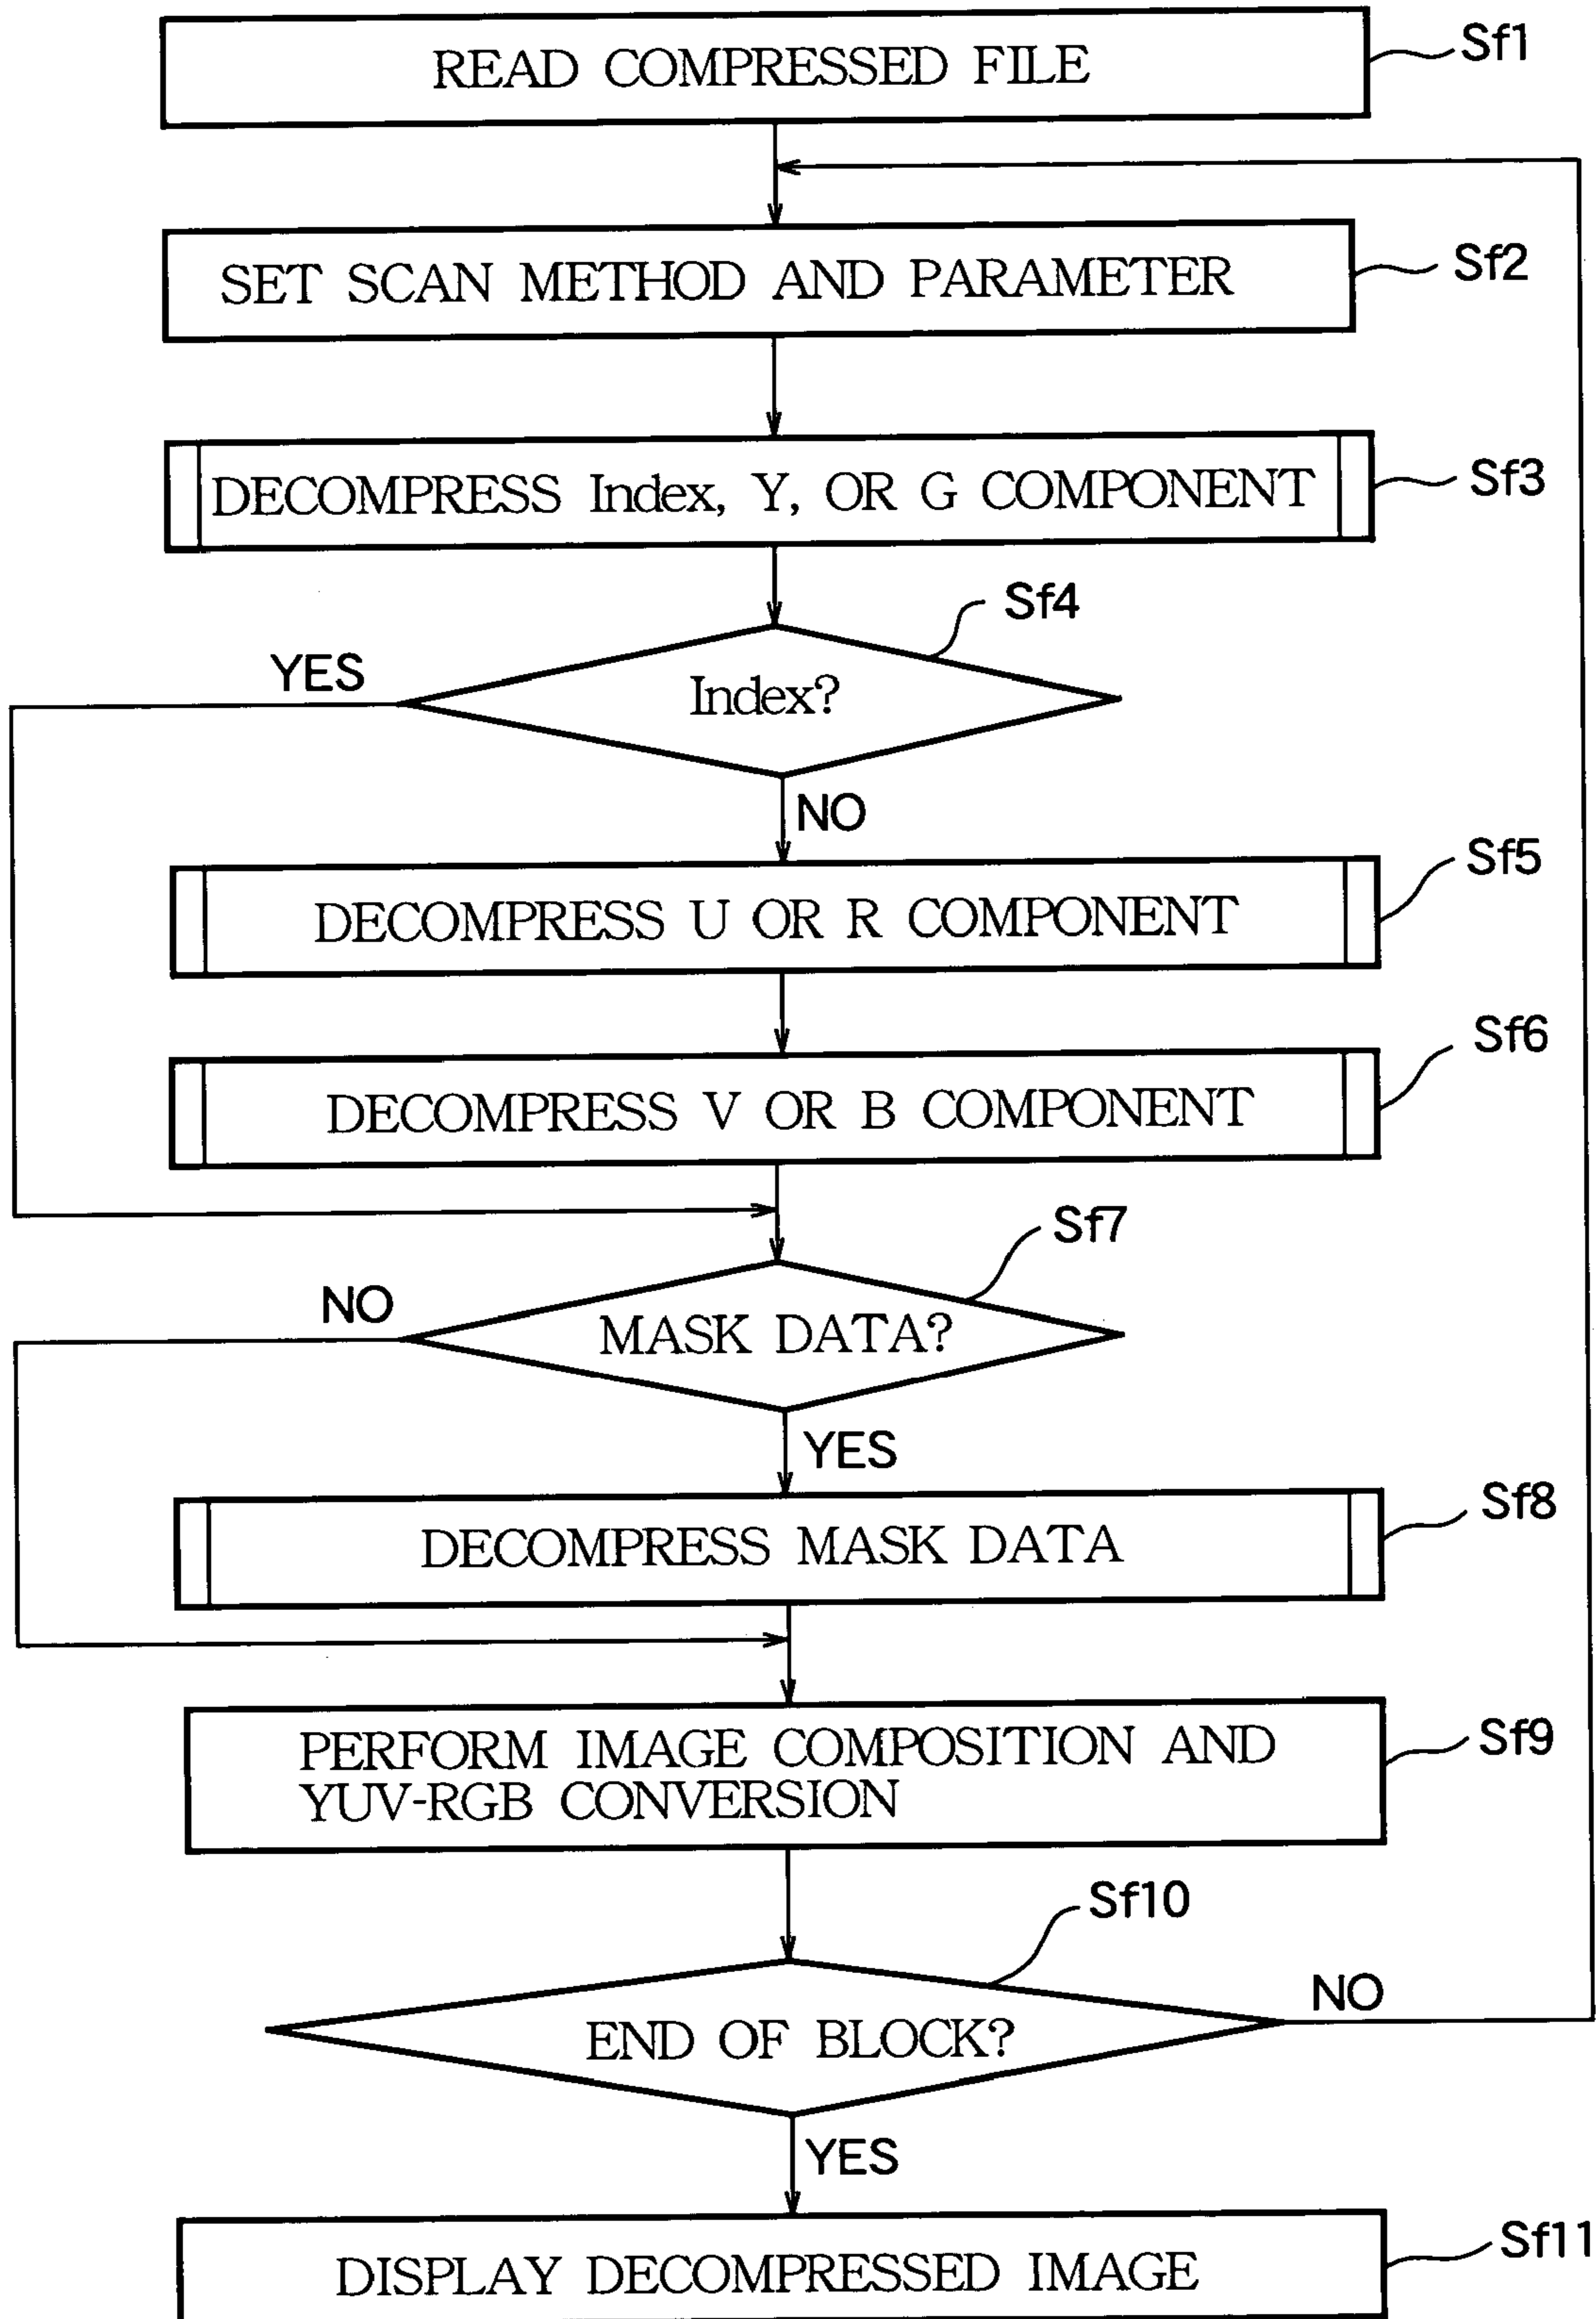 READ COMPRESSED FILE
Sf1
SET SCAN METHOD AND PARAMETER
Sf2
DECOMPRESS Index, Y, OR G COMPONENT
Sf3
Sf4
YES
Index?
NO
Sf5
DECOMPRESS U OR R COMPONENT
Sf6
DECOMPRESS V OR B COMPONENT
Sf7
NO
MASK DATA?
YES
Sf8
DECOMPRESS MASK DATA
PERFORM IMAGE COMPOSITION AND
YUV-RGB CONVERSION
Sf9
Sf10
NO
END OF BLOCK?
YES
Sf11
DISPLAY DECOMPRESSED IMAGE